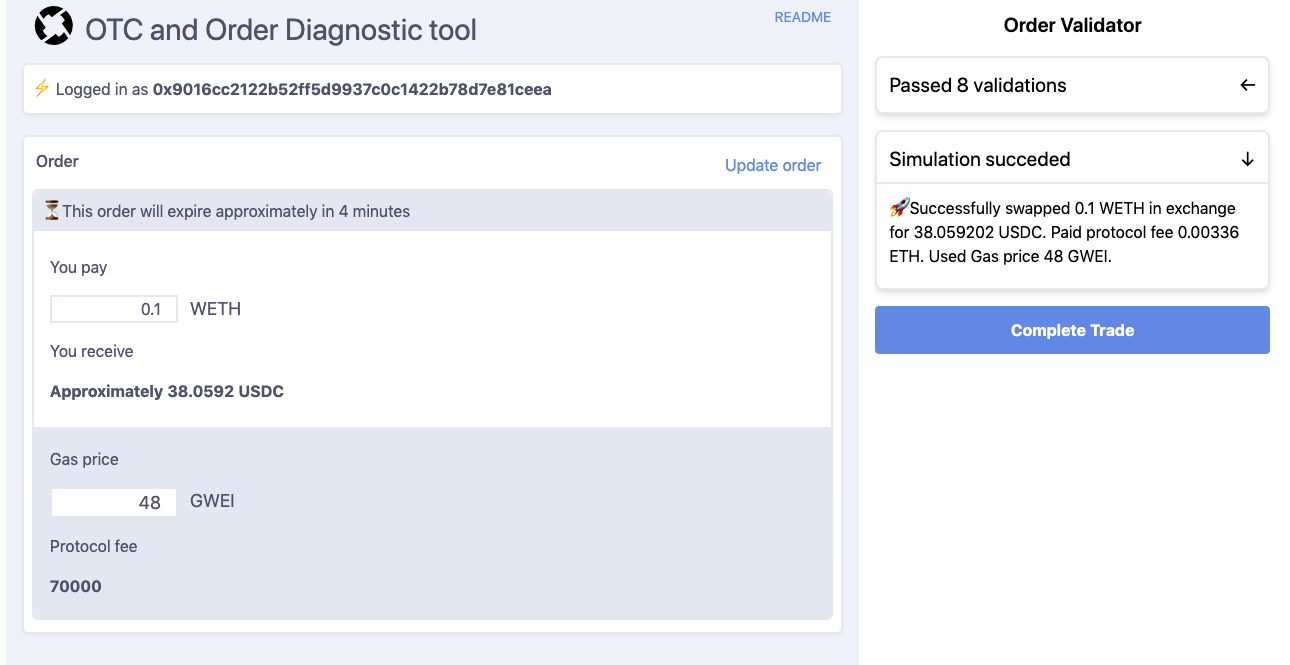 OTC and Order Diagnostic tool
README
⚡ Logged in as 0x9016cc2122b52ff5d9937c0c1422b78d7e81ceea
Order
Update order
⏳This order will expire approximately in 4 minutes
You pay
0.1 WETH
You receive
Approximately 38.0592 USDC
Gas price
48 GWEI
Protocol fee
70000
Order Validator
Passed 8 validations ←
Simulation succeded ↓
🚀Successfully swapped 0.1 WETH in exchange
for 38.059202 USDC. Paid protocol fee 0.00336
ETH. Used Gas price 48 GWEI.
Complete Trade